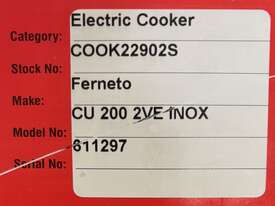 Electric Cooker
Category:
COOK22902S
Stock No:
Ferneto
Make:
CU 200 2VE INOX
Model No:
611297
Serial No: